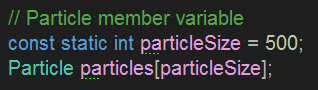 // Particle member variable
const static int particleSize = 500;
Particle particles[particleSize];